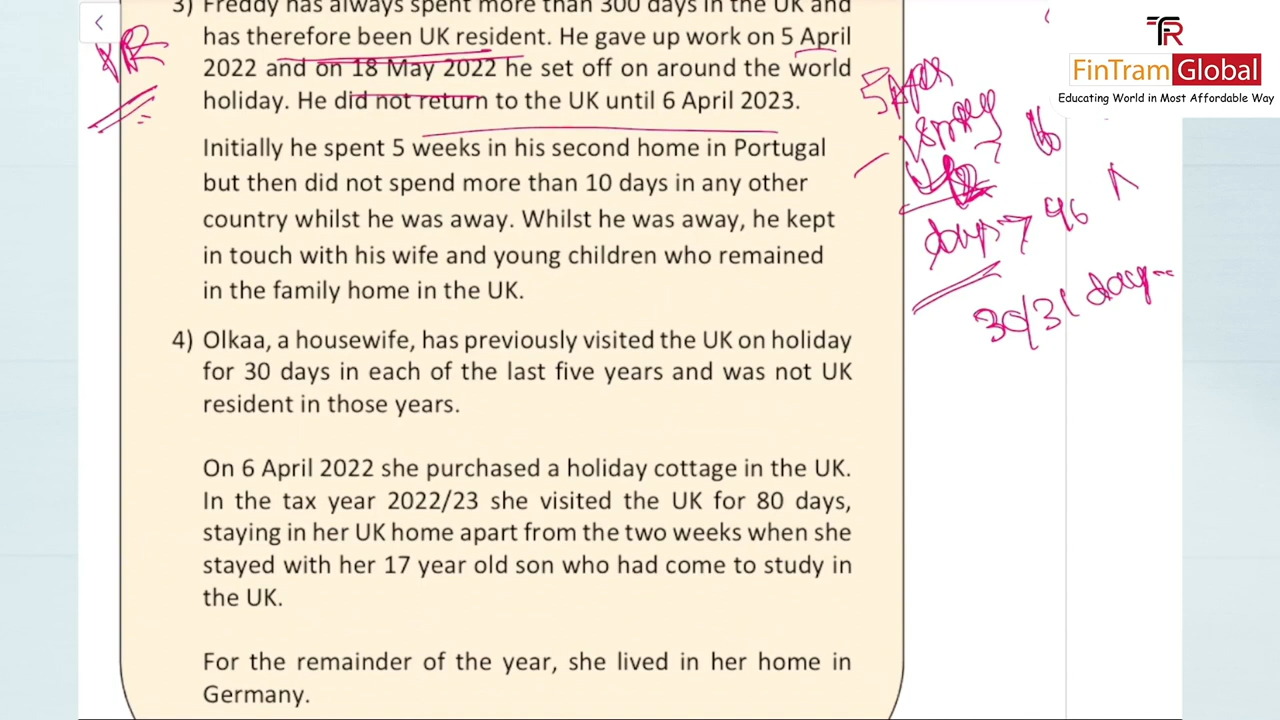 3) Freddy has always spent more than 300 days in the UK and
has therefore been UK resident. He gave up work on 5 April
2022 and on 18 May 2022 he set off on around the world
holiday. He did not return to the UK until 6 April 2023.
Initially he spent 5 weeks in his second home in Portugal
but then did not spend more than 10 days in any other
country whilst he was away. Whilst he was away, he kept
in touch with his wife and young children who remained
in the family home in the UK.
4) Olkaa, a housewife, has previously visited the UK on holiday
for 30 days in each of the last five years and was not UK
resident in those years.
On 6 April 2022 she purchased a holiday cottage in the UK.
In the tax year 2022/23 she visited the UK for 80 days,
staying in her UK home apart from the two weeks when she
stayed with her 17 year old son who had come to study in
the UK.
For the remainder of the year, she lived in her home in
Germany.
TR
FinTram Global
Educating World in Most Affordable Way
18 May
days
30/31 days